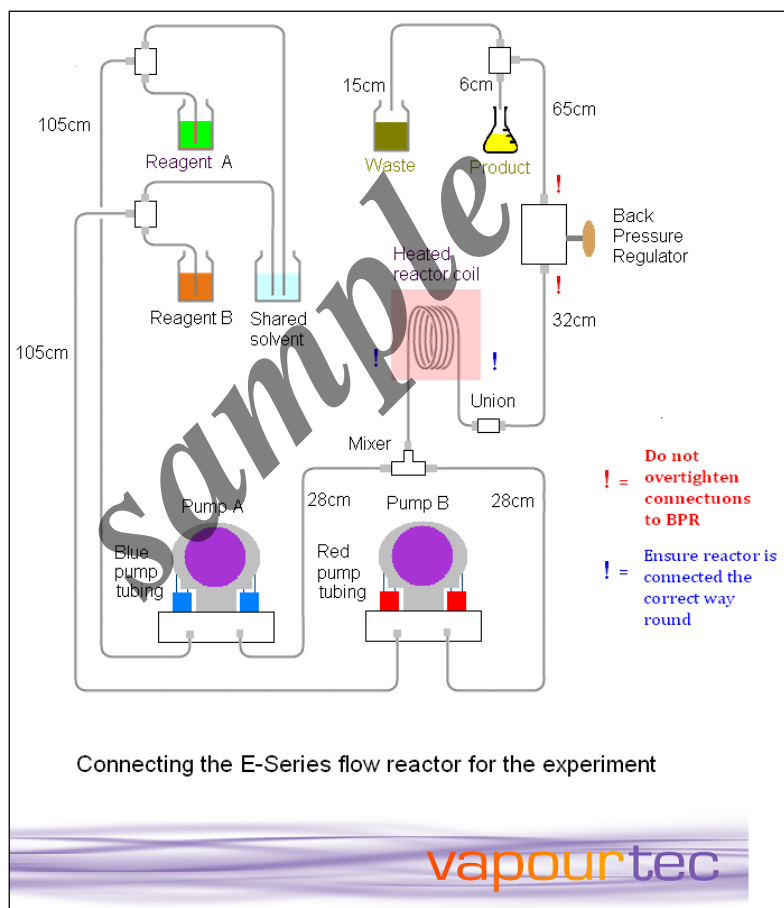 105cm
Reagent A
15cm
6cm
65cm
Waste
Product
Back
Pressure
Regulator
Heated
reactor coil
Reagent B
Shared
solvent
105cm
32cm
!
!
!
!
Union
Mixer
28cm
28cm
Pump A
Pump B
Blue
pump
tubing
Red
pump
tubing
! = Do not
overtighten
connectuons
to BPR
! = Ensure reactor is
connected the
correct way
round
sample
Connecting the E-Series flow reactor for the experiment
vapourtec